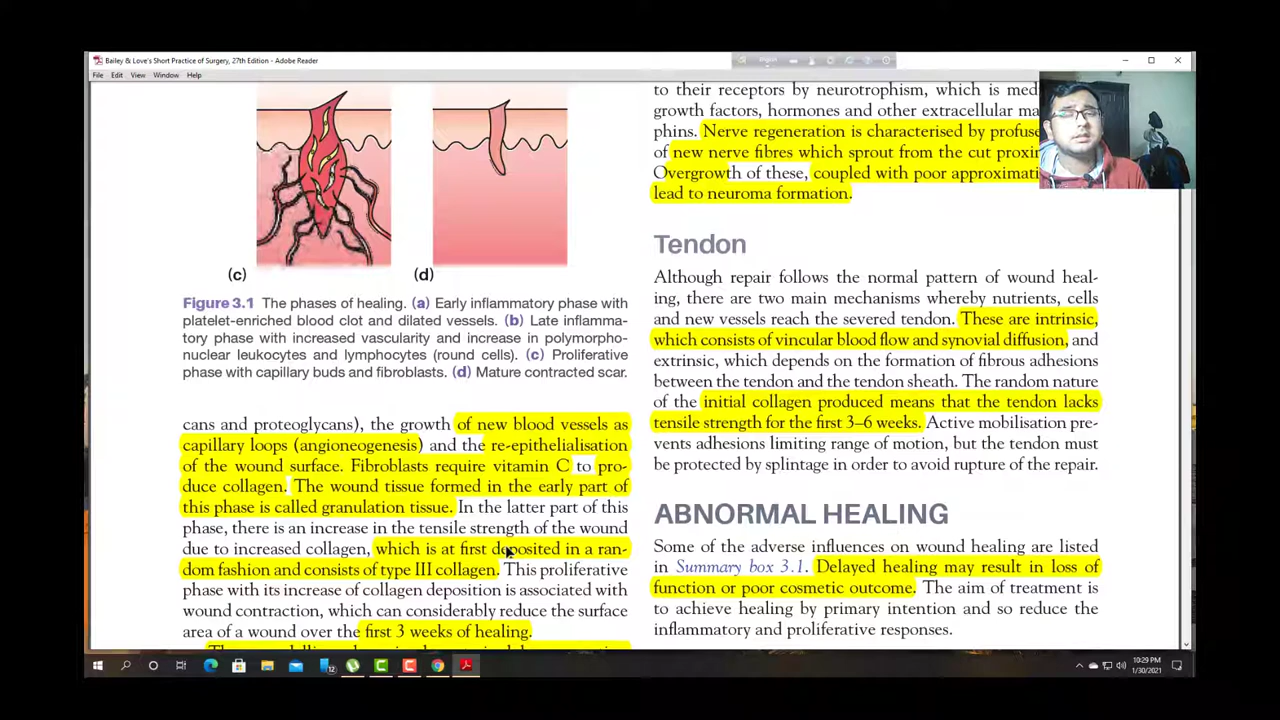 Bailey & Love's Short Practice of Surgery, 27th Edition - Adobe Reader
File Edit View Window Help
English
(c)
(d)
Figure 3.1 The phases of healing. (a) Early inflammatory phase with
platelet-enriched blood clot and dilated vessels. (b) Late inflamma-
tory phase with increased vascularity and increase in polymorpho-
nuclear leukocytes and lymphocytes (round cells). (c) Proliferative
phase with capillary buds and fibroblasts. (d) Mature contracted scar.
cans and proteoglycans), the growth of new blood vessels as
capillary loops (angioneogenesis) and the re-epithelialisation
of the wound surface. Fibroblasts require vitamin C to pro-
duce collagen. The wound tissue formed in the early part of
this phase is called granulation tissue. In the latter part of this
phase, there is an increase in the tensile strength of the wound
due to increased collagen, which is at first deposited in a ran-
dom fashion and consists of type III collagen. This proliferative
phase with its increase of collagen deposition is associated with
wound contraction, which can considerably reduce the surface
area of a wound over the first 3 weeks of healing.
to their receptors by neurotrophism, which is med
growth factors, hormones and other extracellular ma
phins. Nerve regeneration is characterised by profuse
of new nerve fibres which sprout from the cut proxi
Overgrowth of these, coupled with poor approximati
lead to neuroma formation.
Tendon
Although repair follows the normal pattern of wound heal-
ing, there are two main mechanisms whereby nutrients, cells
and new vessels reach the severed tendon. These are intrinsic,
which consists of vincular blood flow and synovial diffusion, and
extrinsic, which depends on the formation of fibrous adhesions
between the tendon and the tendon sheath. The random nature
of the initial collagen produced means that the tendon lacks
tensile strength for the first 3–6 weeks. Active mobilisation pre-
vents adhesions limiting range of motion, but the tendon must
be protected by splintage in order to avoid rupture of the repair.
ABNORMAL HEALING
Some of the adverse influences on wound healing are listed
in Summary box 3.1. Delayed healing may result in loss of
function or poor cosmetic outcome. The aim of treatment is
to achieve healing by primary intention and so reduce the
inflammatory and proliferative responses.
12
10:29 PM
1/30/2021